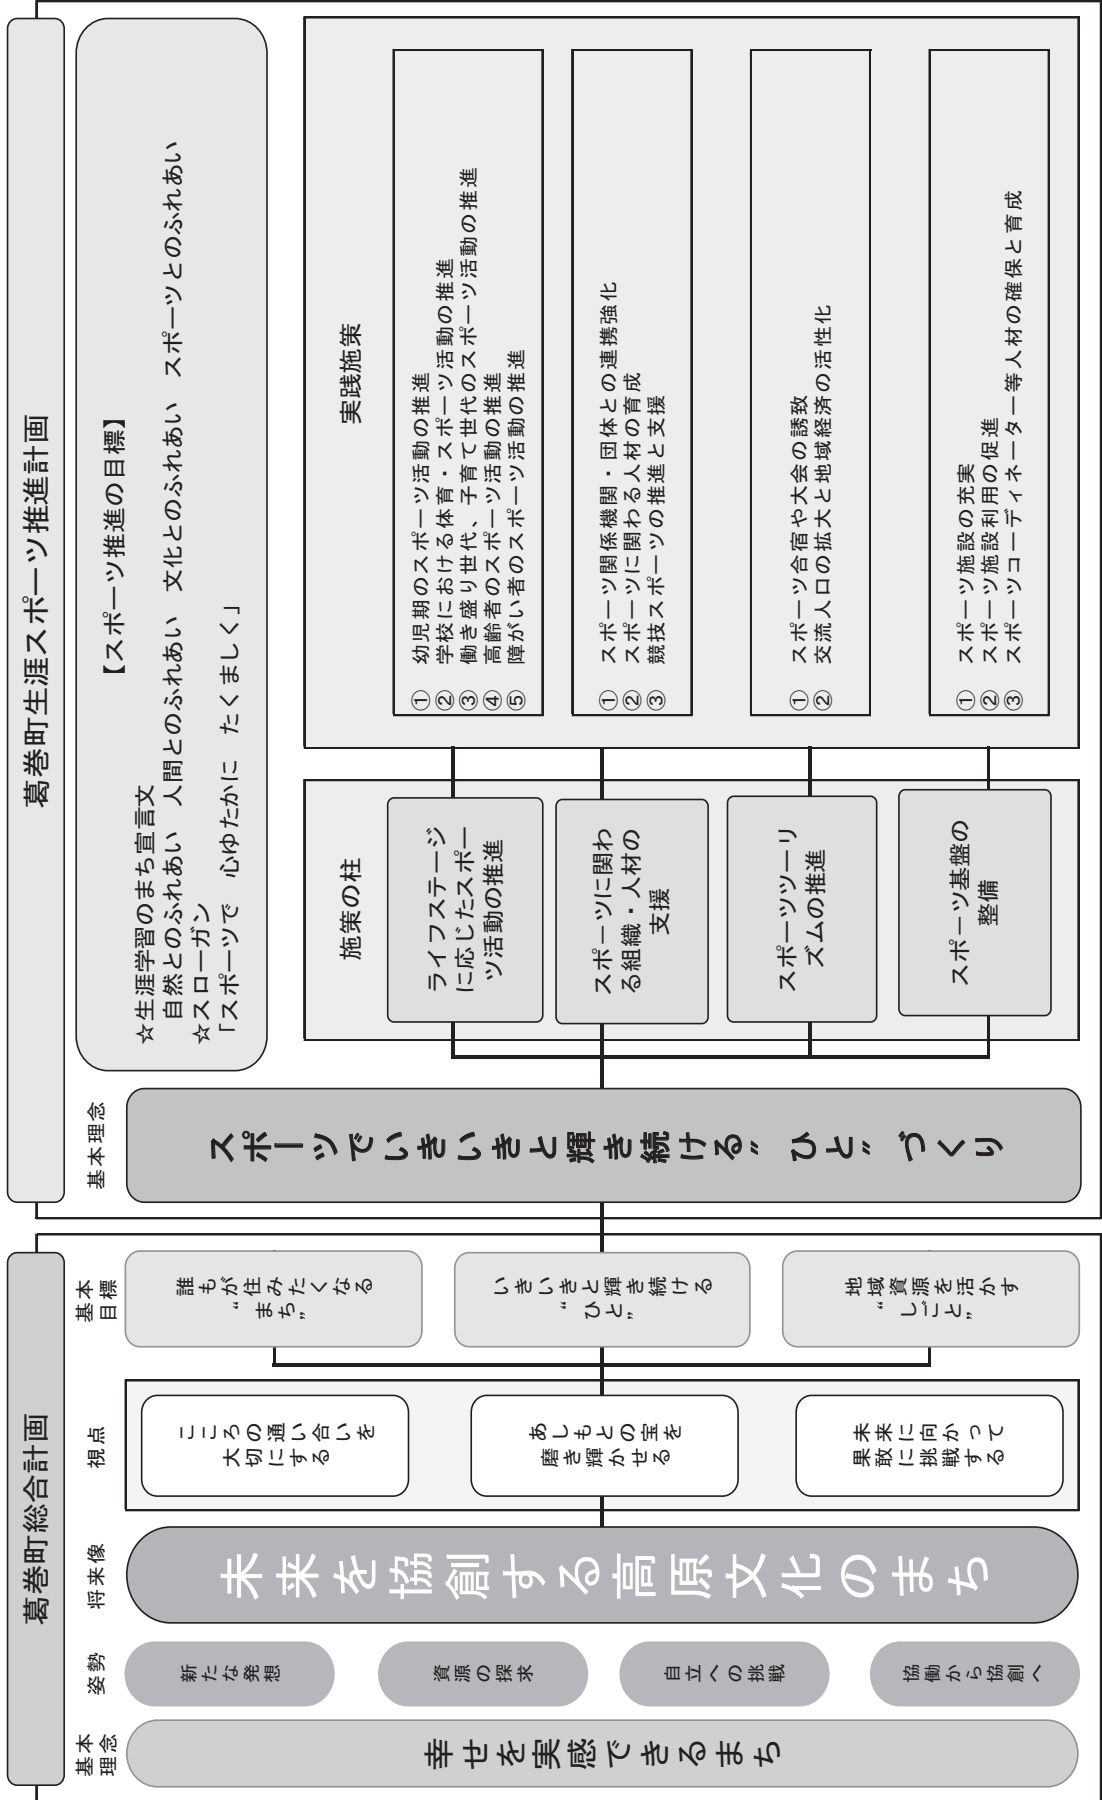 葛巻町総合計画
基本
理念
幸せを実感できるまち
姿勢
新たな発想
資源の探求
自立への挑戦
協働から協創へ
将来像
未来を協創する高原文化のまち
視点
こころの通い合いを
大切にする
あしもとの宝を
磨き輝かせる
未来に向かって
果敢に挑戦する
基本
目標
誰もが住みたくなる
“まち”
いきいきと輝き続ける
“ひと”
地域資源を活かす
“しごと”
葛巻町生涯スポーツ推進計画
基本理念
スポーツでいきいきと輝き続ける”ひと”づくり
【スポーツ推進の目標】
☆生涯学習のまち宣言文
自然とのふれあい　人間とのふれあい　文化とのふれあい　スポーツとのふれあい
☆スローガン
「スポーツで　心ゆたかに　たくましく」
施策の柱
ライフステージ
に応じたスポー
ツ活動の推進
スポーツに関わ
る組織・人材の
支援
スポーツツーリ
ズムの推進
スポーツ基盤の
整備
実践施策
①　幼児期のスポーツ活動の推進
②　学校における体育・スポーツ活動の推進
③　働き盛り世代、子育て世代のスポーツ活動の推進
④　高齢者のスポーツ活動の推進
⑤　障がい者のスポーツ活動の推進
①　スポーツ関係機関・団体との連携強化
②　スポーツに関わる人材の育成
③　競技スポーツの推進と支援
①　スポーツ合宿や大会の誘致
②　交流人口の拡大と地域経済の活性化
①　スポーツ施設の充実
②　スポーツ施設利用の促進
③　スポーツコーディネーター等人材の確保と育成